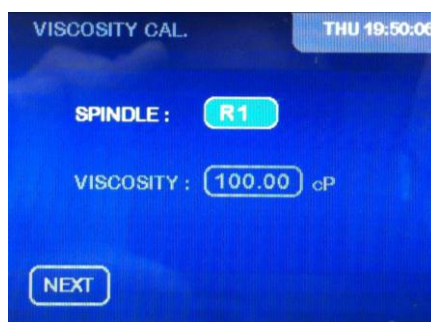 VISCOSITY CAL. THU 19:50:06
SPINDLE : R1
VISCOSITY : 100.00 cP
NEXT